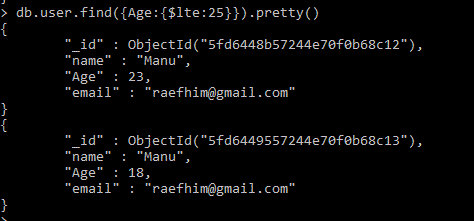 > db.user.find({Age:{$lte:25}}).pretty()
{
"_id" : ObjectId("5fd6448b57244e70f0b68c12"),
"name" : "Manu",
"Age" : 23,
"email" : "raefhim@gmail.com"
}
{
"_id" : ObjectId("5fd6449557244e70f0b68c13"),
"name" : "Manu",
"Age" : 18,
"email" : "raefhim@gmail.com"
}
>